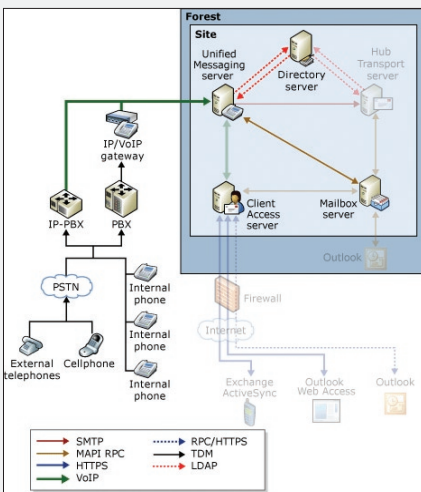 Forest
Site
Unified
Messaging
server
Directory
server
Hub
Transport
server
IP/VoIP
gateway
IP-PBX
PBX
Client
Access
server
Mailbox
server
Outlook
PSTN
Internal
phone
Firewall
Internal
phone
Internet
External
telephones
Cellphone
Internal
phone
Exchange
ActiveSync
Outlook
Web Access
Outlook
SMTP
MAPI RPC
HTTPS
VoIP
RPC/HTTPS
TDM
LDAP